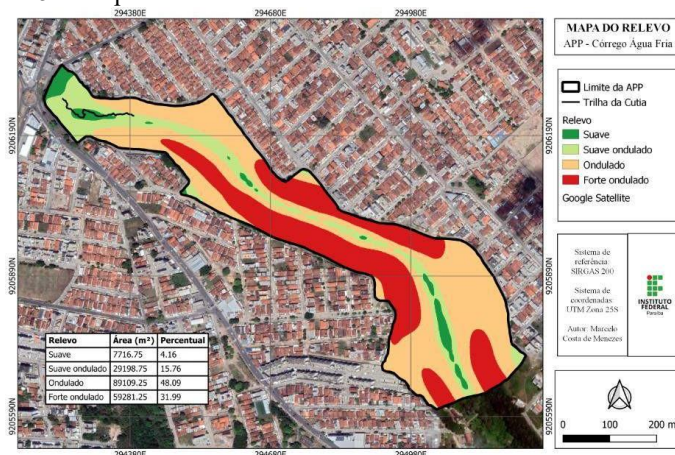 294380E 294680E 294980E
9206190N
9205890N
9205590N
9206190N
9205890N
9205590N
Relevo Área (m²) Percentual
Suave 7716.75 4.16
Suave ondulado 29198.75 15.76
Ondulado 89109.25 48.09
Forte ondulado 59281.25 31.99
294380E 294680E 294980E
MAPA DO RELEVO
APP - Córrego Água Fria
Limite da APP
Trilha da Cutia
Relevo
Suave
Suave ondulado
Ondulado
Forte ondulado
Google Satellite
Sistema de
referência
SIRGAS 200
Sistema de
coordenadas
UTM Zona 25S
Autor: Marcelo
Costa de Menezes
INSTITUTO
FEDERAL
Paraíba
0 100 200 m